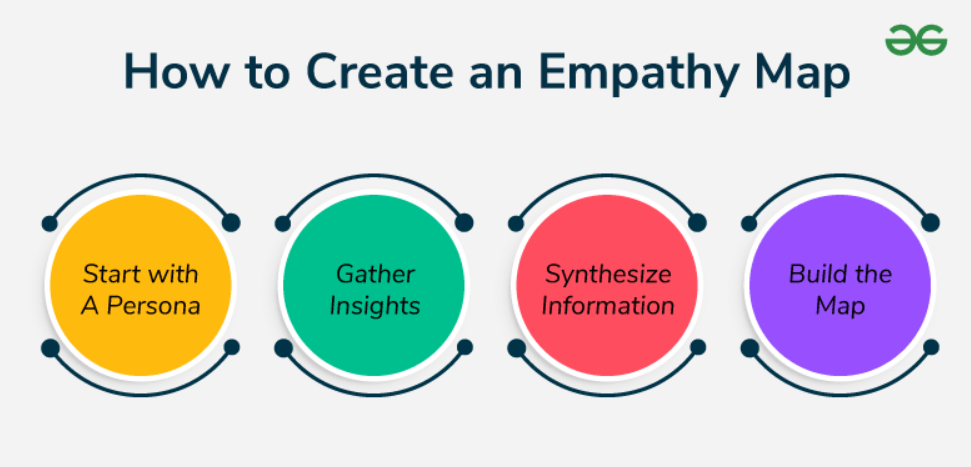 How to Create an Empathy Map
Start with
A Persona
Gather
Insights
Synthesize
Information
Build the
Map